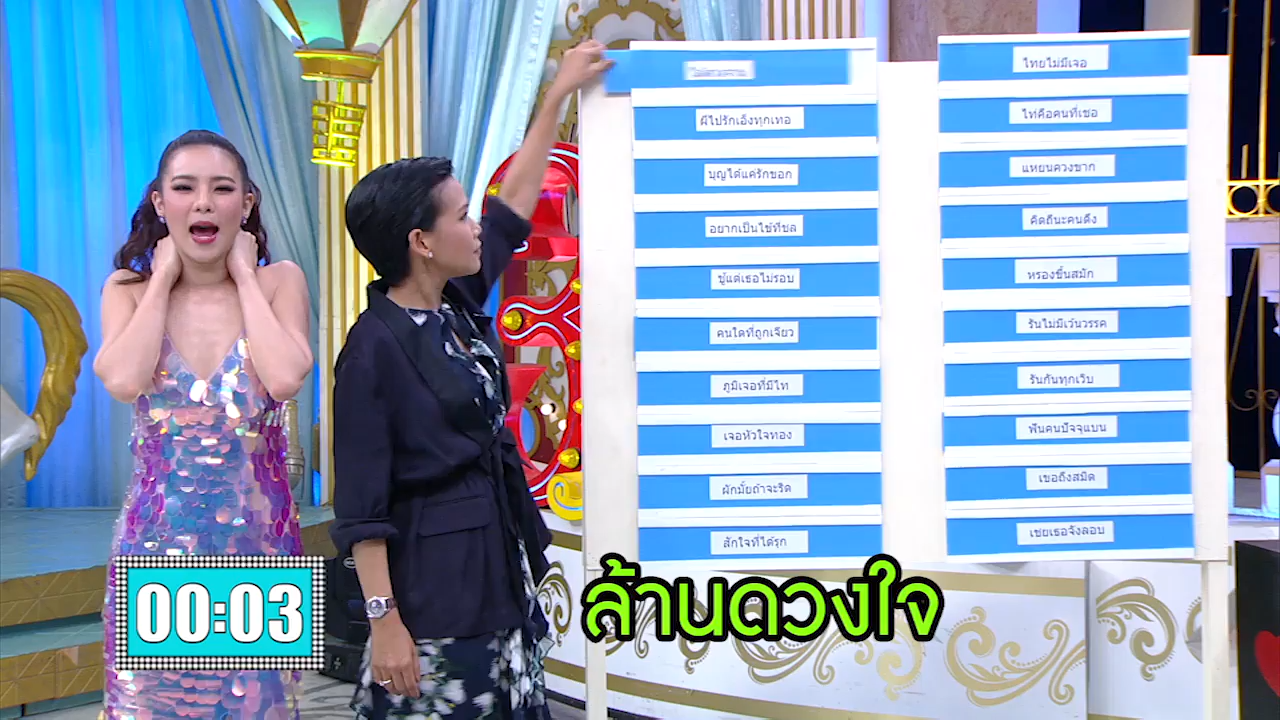 ผีไปรักเอ็งทุกเทอ
บุญได้แค่รักขอก
อยากเป็นไช้ทีชล
ชู้แต่เธอไม่รอบ
คนใดที่ถูกเจียว
ภูมิเจอที่มีไท
เจอหัวใจทอง
ผักมั้ยถ้าจะริด
สักใจที่ได้รุก
ไทยไม่มีเจอ
ไท่คือคนที่เชอ
แหยนควงขาก
คิดถีนะคนดึง
หรองขึ้นสมัก
รันไม่มีเว้นวรรค
รันกันทุกเว็บ
พันคนปัจจุแบน
เขอถึงสมิด
เช่ยเธอจังลอบ
00:03
ล้านดวงใจ